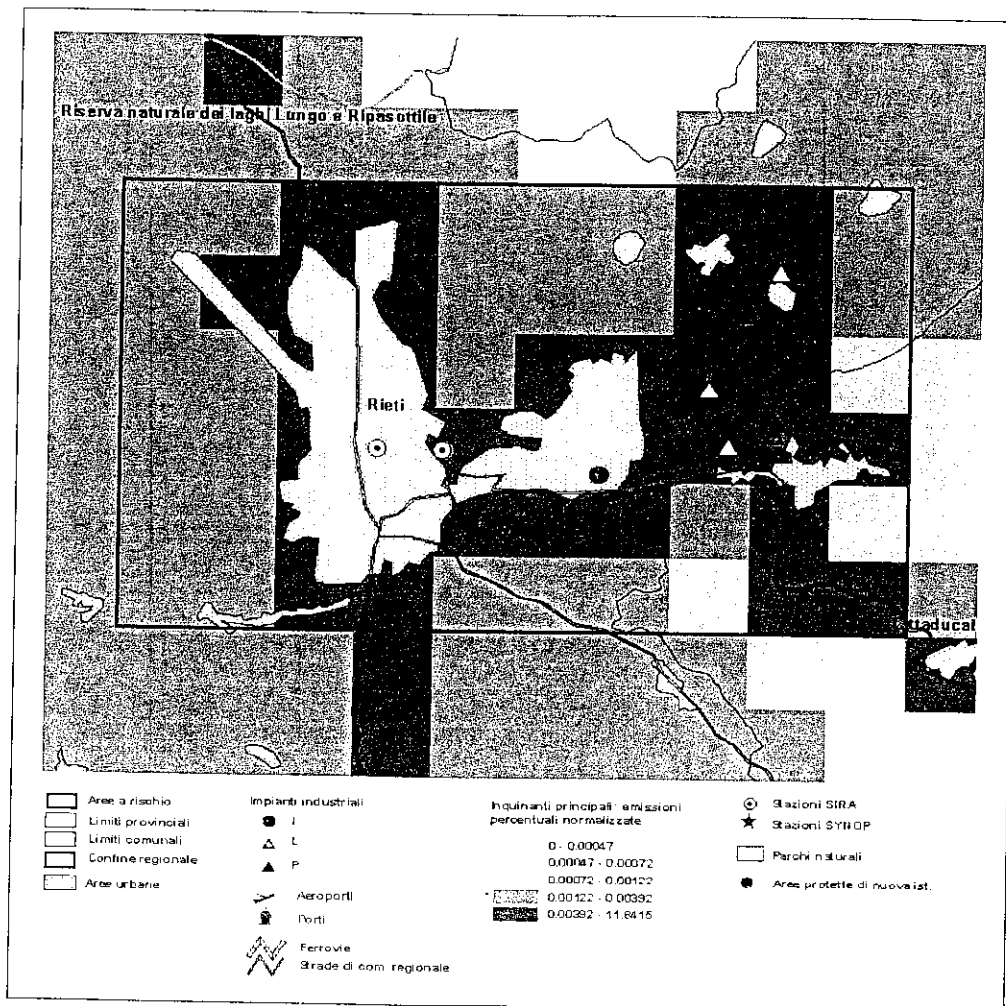 Riserva naturale dei laghi Lungo e Ripasottile
Rieti
ttaducal
Aree a rischio
Limiti provinciali
Limiti comunali
Confine regionale
Aree urbane
Impianti industriali
I
L
P
Aeroporti
Porti
Ferrovie
Strade di com regionale
Inquinanti principali emissioni
percentuali normalizzate
0 - 0.00047
0.00047 - 0.00072
0.00072 - 0.00122
0.00122 - 0.00392
0.00392 - 11.8415
Stazioni SIRA
Stazioni SYNOP
Parchi naturali
Aree protette di nuova ist.